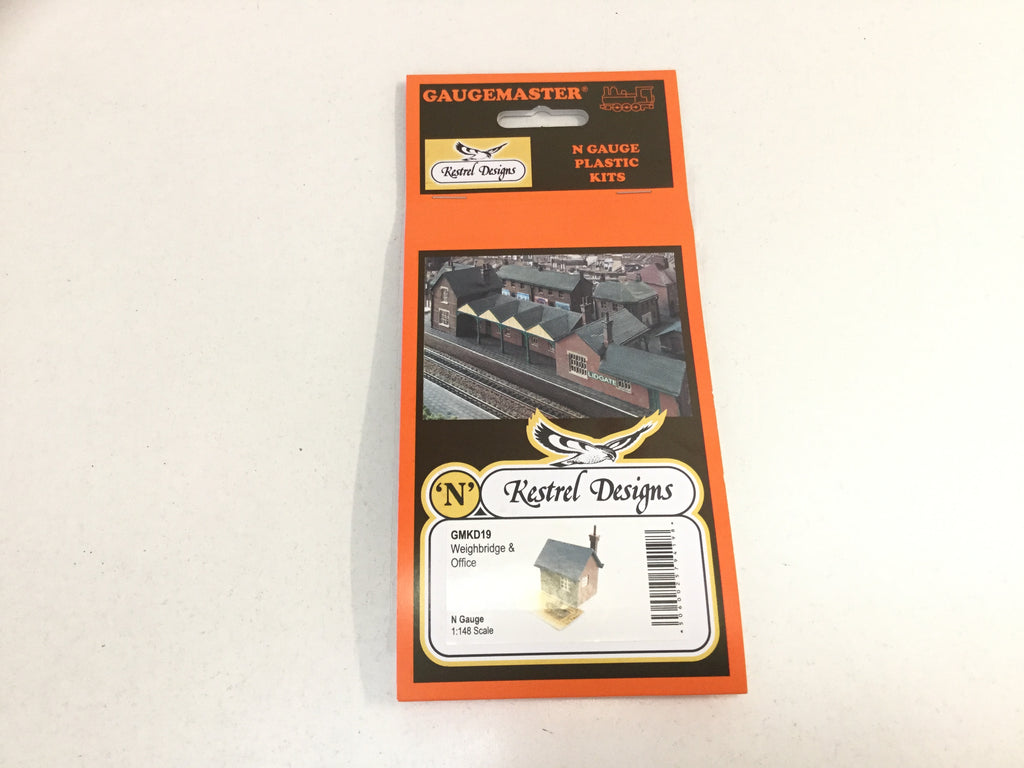 GAUGEMASTER®
Kestrel Designs
N GAUGE
PLASTIC
KITS
LIDGATE
'N'
Kestrel Designs
GMKD19
Weighbridge &
Office
N Gauge
1:148 Scale